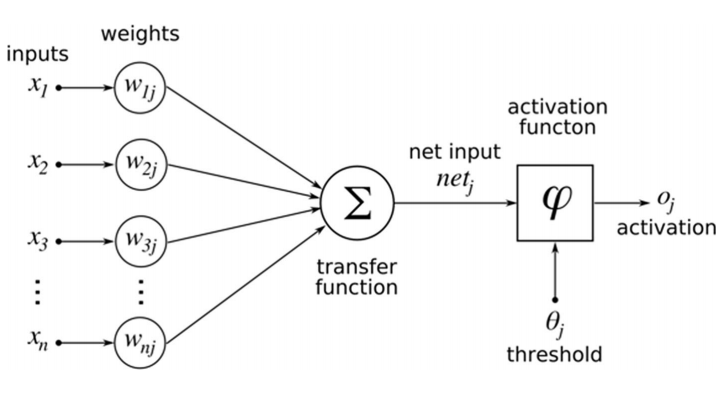 weights
inputs
x1 w1j
x2 w2j
x3 w3j
⋮ ⋮
xn wnj
Σ
transfer
function
net input
netj
activation
functon
φ
oj
activation
θj
threshold